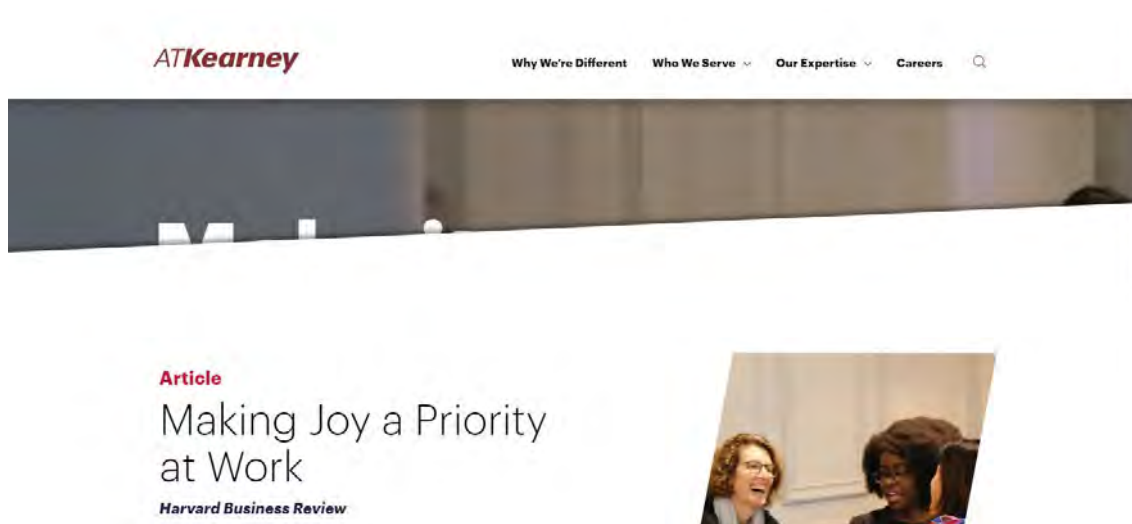 ATKearney
Why We're Different Who We Serve Our Expertise Careers
Article
Making Joy a Priority
at Work
Harvard Business Review